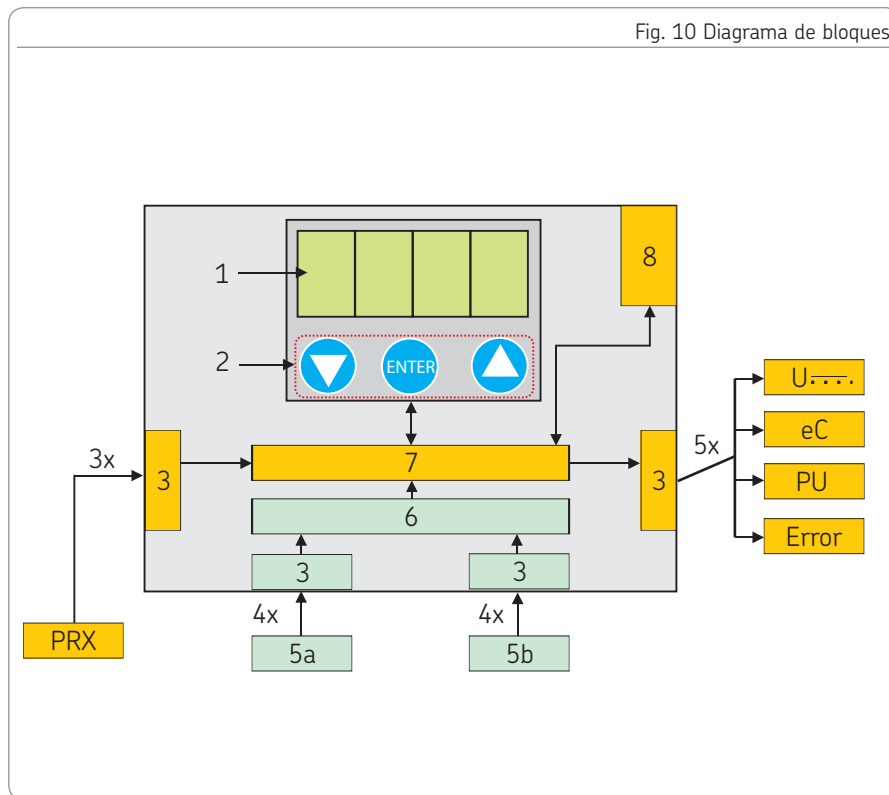 Fig. 10 Diagrama de bloques
1
8
2
ENTER
U
3x
3
7
5x
3
eC
6
PU
3
3
Error
4x
4x
PRX
5a
5b